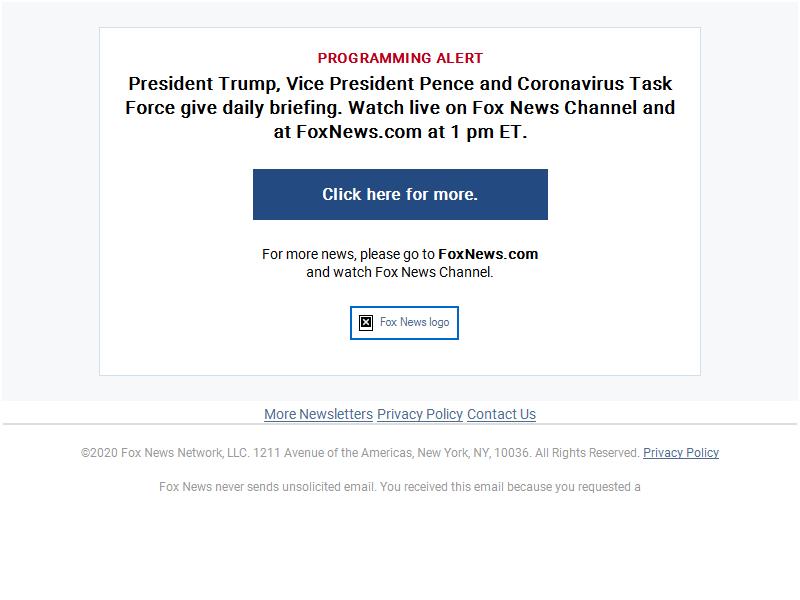 PROGRAMMING ALERT
President Trump, Vice President Pence and Coronavirus Task
Force give daily briefing. Watch live on Fox News Channel and
at FoxNews.com at 1 pm ET.
Click here for more.
For more news, please go to FoxNews.com
and watch Fox News Channel.
Fox News logo
More Newsletters Privacy Policy Contact Us
©2020 Fox News Network, LLC. 1211 Avenue of the Americas, New York, NY, 10036. All Rights Reserved. Privacy Policy
Fox News never sends unsolicited email. You received this email because you requested a